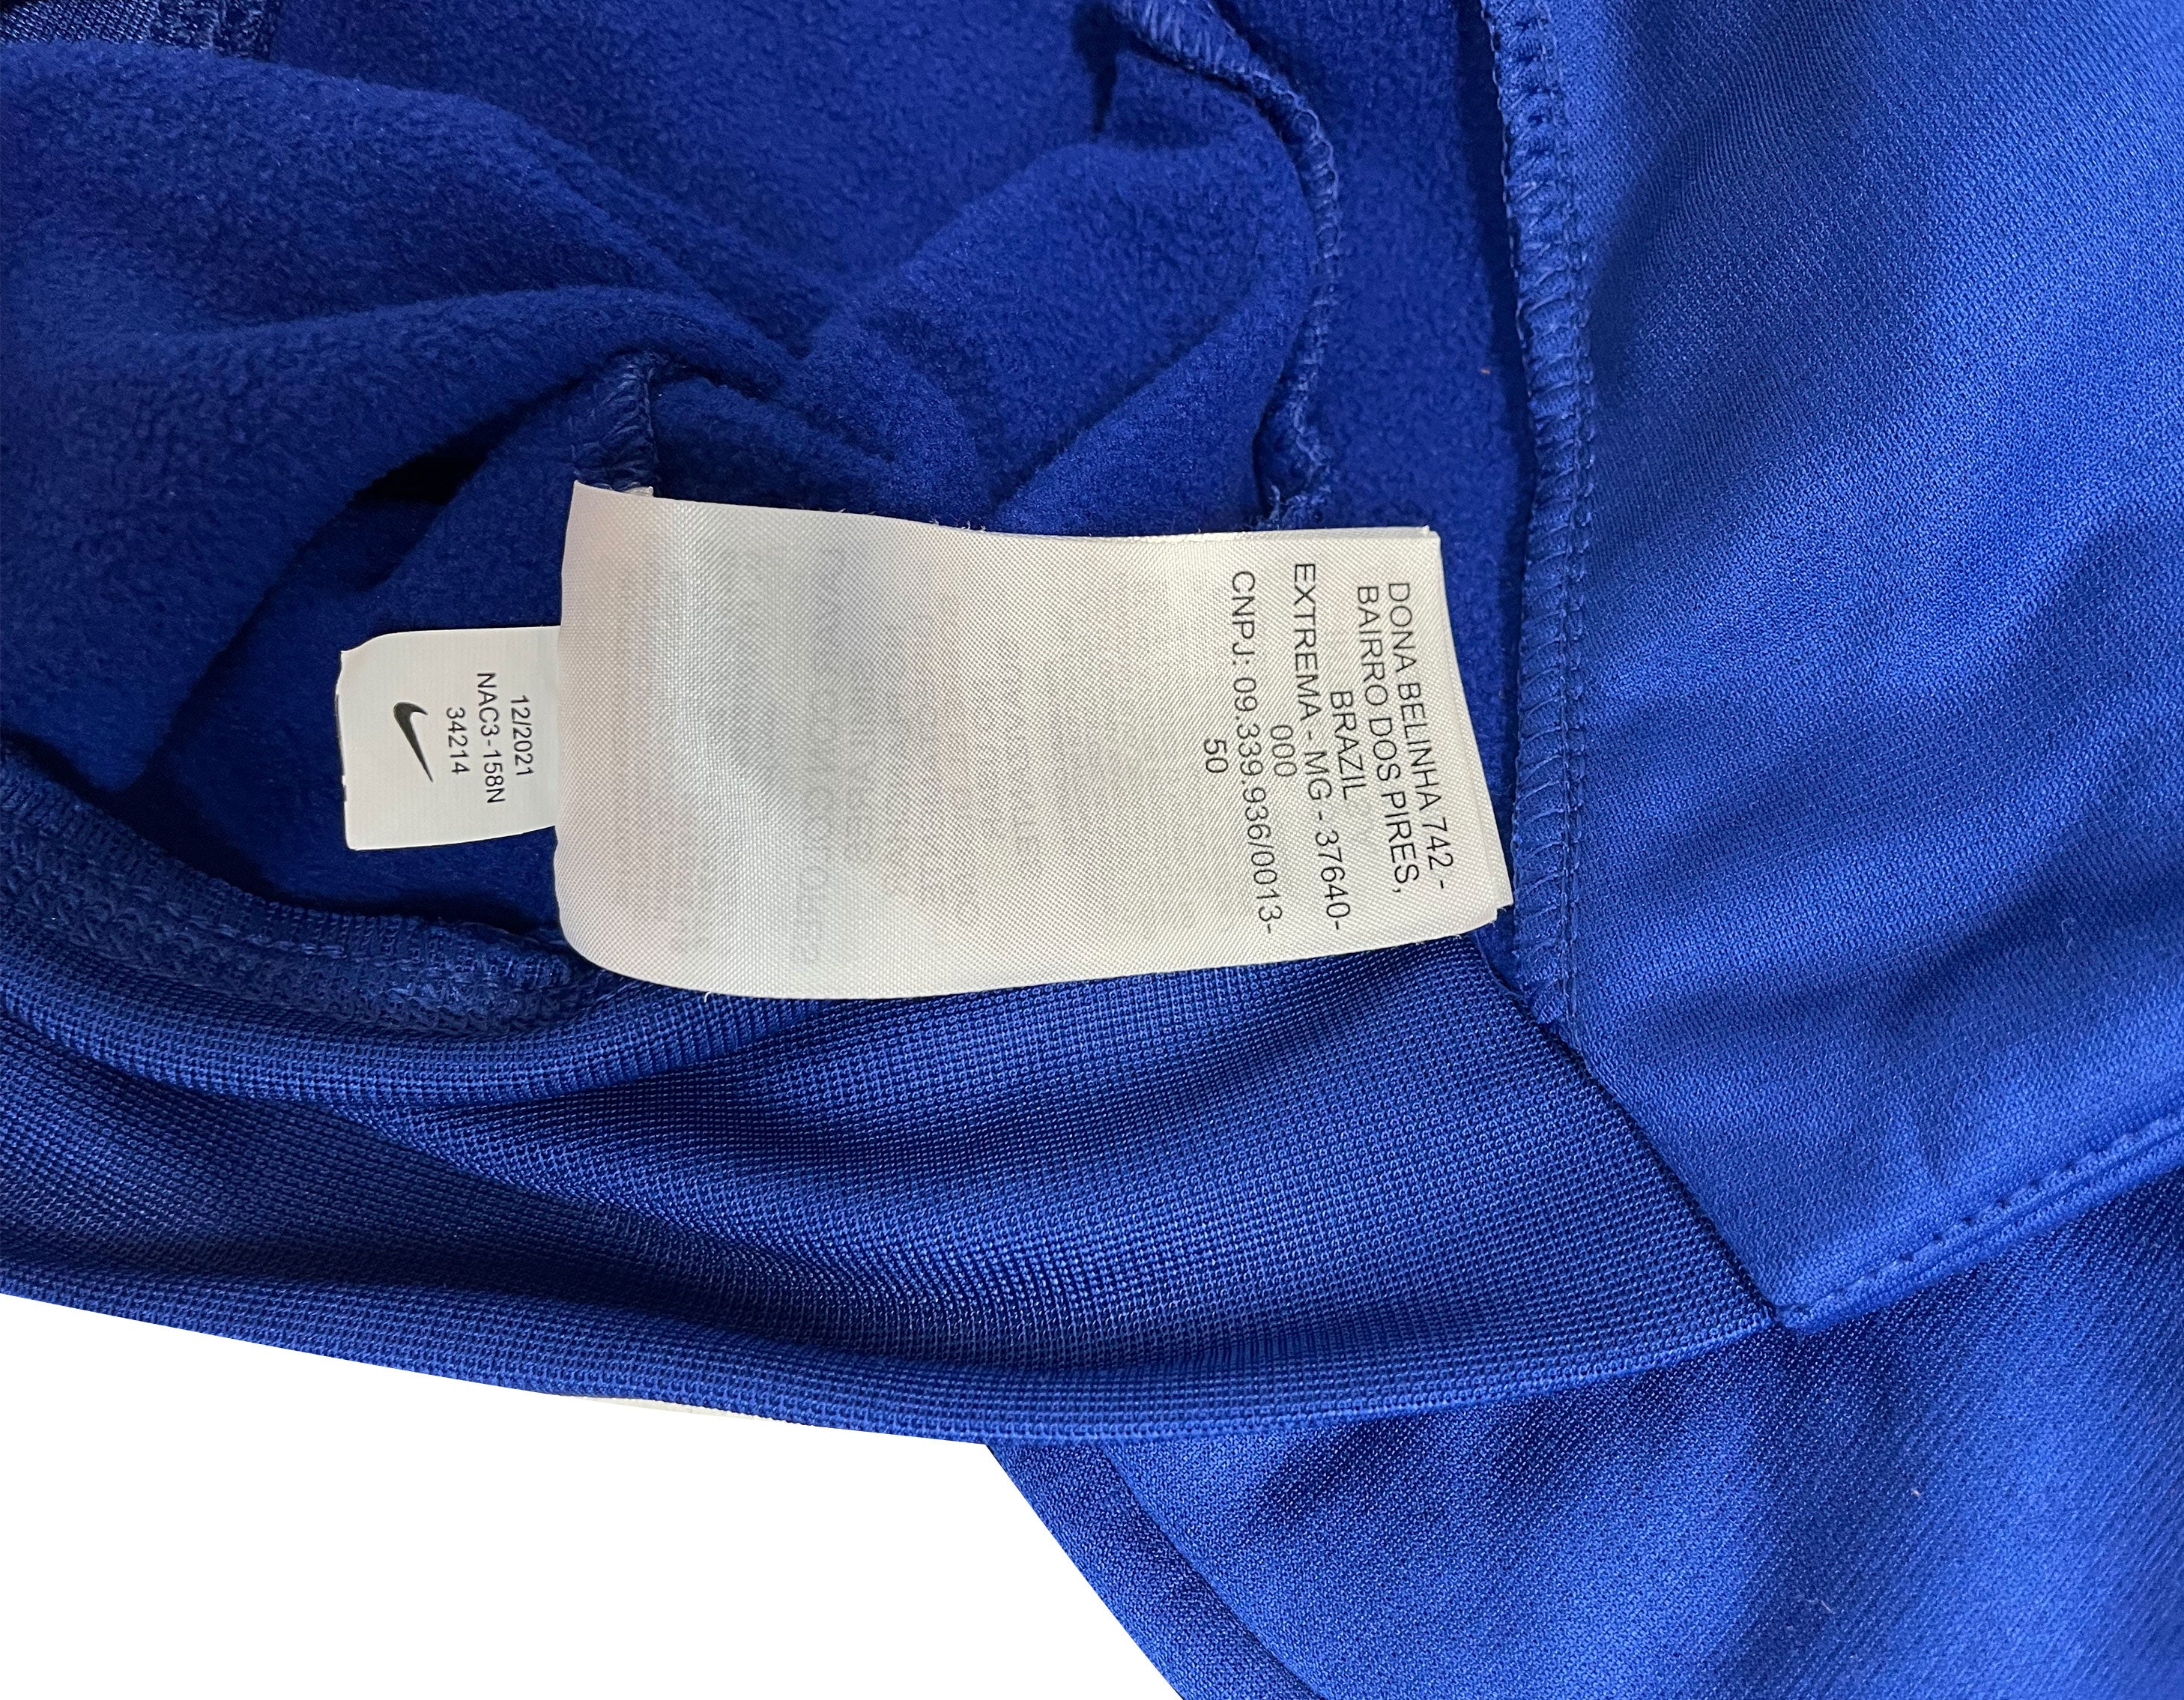 DONA BELINHA 742 -
BAIRRO DOS PIRES,
BRAZIL
EXTREMA - MG - 37640-
000
CNPJ: 09.339.936/0013-
50
12/2021
NAC3-158N
34214